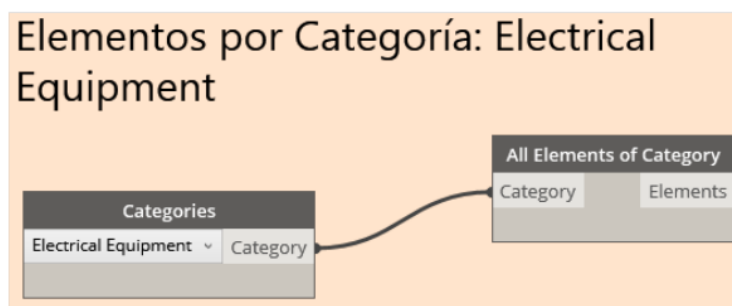 Elementos por Categoría: Electrical
Equipment
All Elements of Category
Category Elements
Categories
Electrical Equipment Category